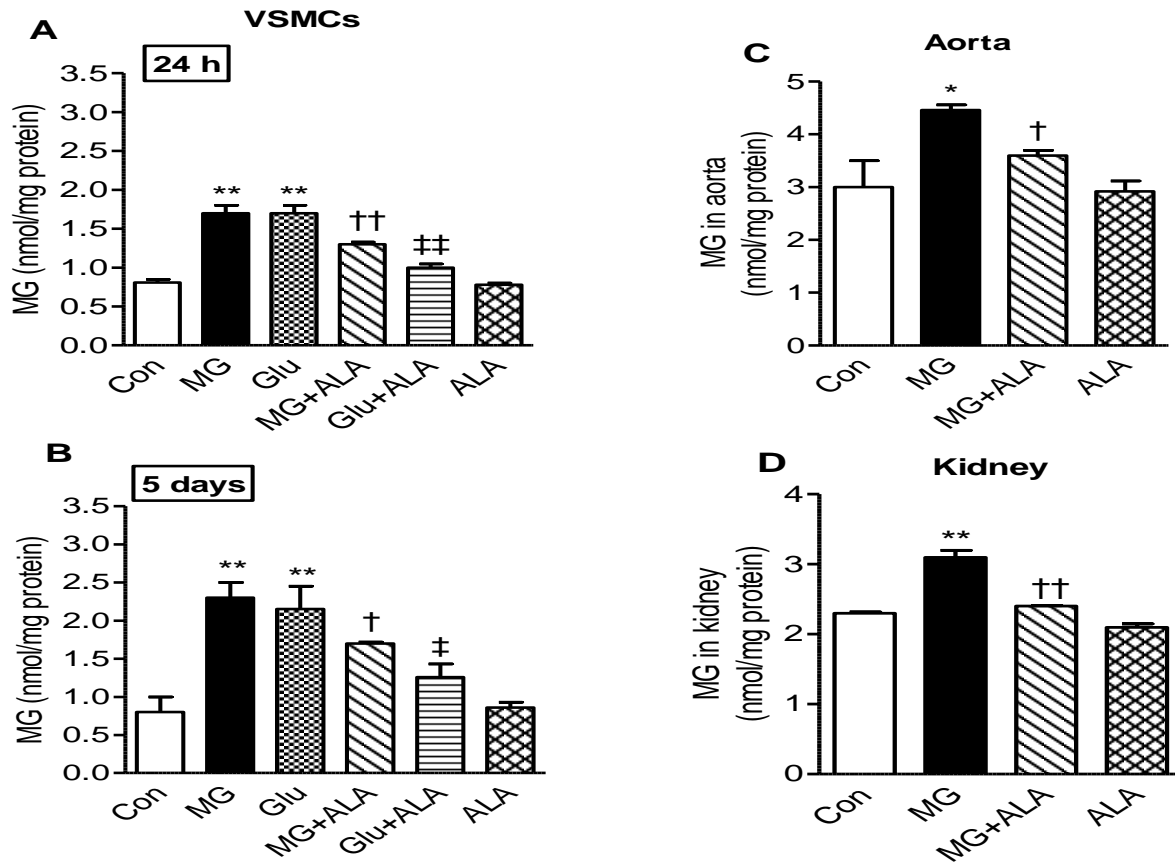 VSMCs
A
24 h
MG (nmol/mg protein)
3.5
3.0
2.5
2.0
1.5
1.0
0.5
0.0
**
**
††
‡‡
Con
MG
Glu
MG+ALA
Glu+ALA
ALA
B
5 days
MG (nmol/mg protein)
3.5
3.0
2.5
2.0
1.5
1.0
0.5
0.0
**
**
†
‡
Con
MG
Glu
MG+ALA
Glu+ALA
ALA
C
Aorta
MG in aorta
(nmol/mg protein)
5
4
3
2
1
0
*
†
Con
MG
MG+ALA
ALA
D
Kidney
MG in kidney
(nmol/mg protein)
4
3
2
1
0
**
††
Con
MG
MG+ALA
ALA